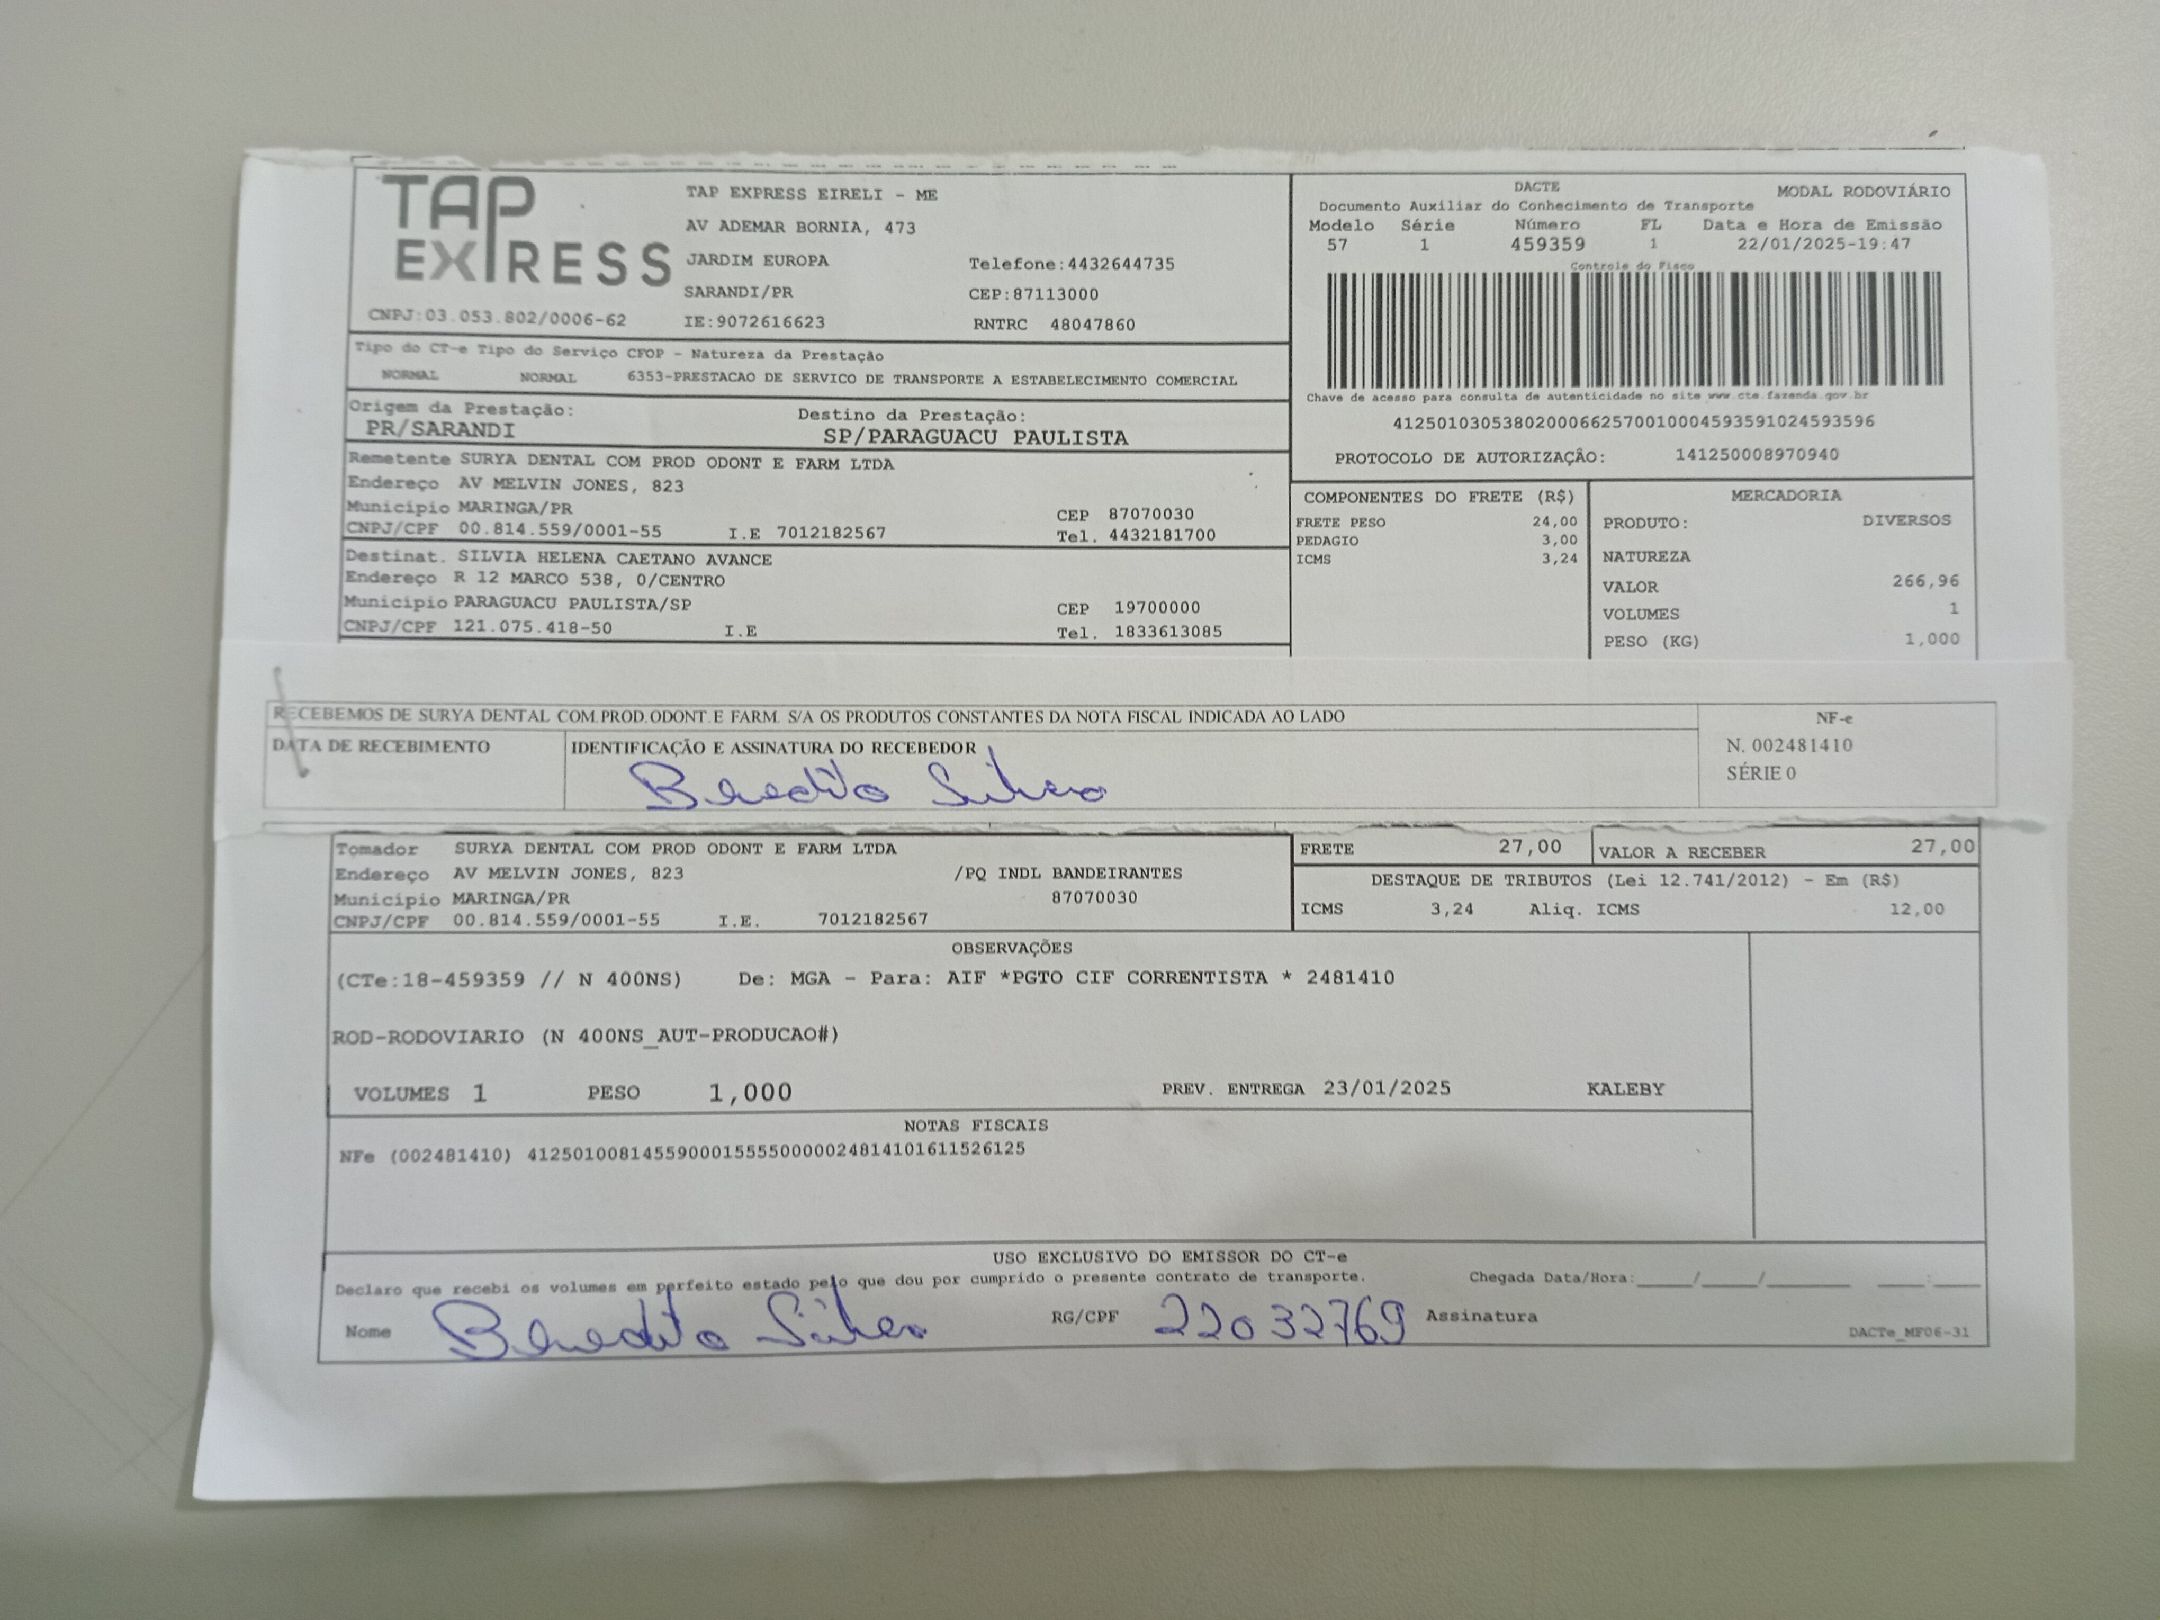 TAP EXPRESS
TAP EXPRESS EIRELI - ME
AV ADEMAR BORNIA, 473
JARDIM EUROPA Telefone:4432644735
SARANDI/PR CEP:87113000
CNPJ:03.053.802/0006-62 IE:9072616623 RNTRC 48047860
DACTE MODAL RODOVIÁRIO
Documento Auxiliar do Conhecimento de Transporte
Modelo Série Número FL Data e Hora de Emissão
57 1 459359 1 22/01/2025-19:47
Controle do Fisco
Chave de acesso para consulta de autenticidade no site www.cte.fazenda.gov.br
41250103053802000662570010004593591024593596
PROTOCOLO DE AUTORIZAÇÃO: 141250008970940
Tipo do CT-e Tipo do Serviço CFOP - Natureza da Prestação
NORMAL NORMAL 6353-PRESTACAO DE SERVICO DE TRANSPORTE A ESTABELECIMENTO COMERCIAL
Origem da Prestação: Destino da Prestação:
PR/SARANDI SP/PARAGUACU PAULISTA
Remetente SURYA DENTAL COM PROD ODONT E FARM LTDA
Endereço AV MELVIN JONES, 823
Município MARINGA/PR CEP 87070030
CNPJ/CPF 00.814.559/0001-55 I.E 7012182567 Tel. 4432181700
Destinat. SILVIA HELENA CAETANO AVANCE
Endereço R 12 MARCO 538, 0/CENTRO
Município PARAGUACU PAULISTA/SP CEP 19700000
CNPJ/CPF 121.075.418-50 I.E Tel. 1833613085
COMPONENTES DO FRETE (R$)
FRETE PESO 24,00
PEDAGIO 3,00
ICMS 3,24
MERCADORIA
PRODUTO: DIVERSOS
NATUREZA
VALOR 266,96
VOLUMES 1
PESO (KG) 1,000
RECEBEMOS DE SURYA DENTAL COM.PROD.ODONT.E FARM. S/A OS PRODUTOS CONSTANTES DA NOTA FISCAL INDICADA AO LADO
DATA DE RECEBIMENTO IDENTIFICAÇÃO E ASSINATURA DO RECEBEDOR
Benedito
NF-e
N. 002481410
SÉRIE 0
Tomador SURYA DENTAL COM PROD ODONT E FARM LTDA
Endereço AV MELVIN JONES, 823 /PQ INDL BANDEIRANTES
Município MARINGA/PR 87070030
CNPJ/CPF 00.814.559/0001-55 I.E. 7012182567
FRETE 27,00 VALOR A RECEBER 27,00
DESTAQUE DE TRIBUTOS (Lei 12.741/2012) - Em (R$)
ICMS 3,24 Aliq. ICMS 12,00
OBSERVAÇÕES
(CTe:18-459359 // N 400NS) De: MGA - Para: AIF *PGTO CIF CORRENTISTA * 2481410
ROD-RODOVIARIO (N 400NS_AUT-PRODUCAO#)
VOLUMES 1 PESO 1,000 PREV. ENTREGA 23/01/2025 KALEBY
NOTAS FISCAIS
NFe (002481410) 41250100814559000155550000024814101611526125
USO EXCLUSIVO DO EMISSOR DO CT-e
Declaro que recebi os volumes em perfeito estado pelo que dou por cumprido o presente contrato de transporte. Chegada Data/Hora:_____/_____/________ ____:____
Nome Benedito RG/CPF 22032769 Assinatura
DACTe_MF06-31